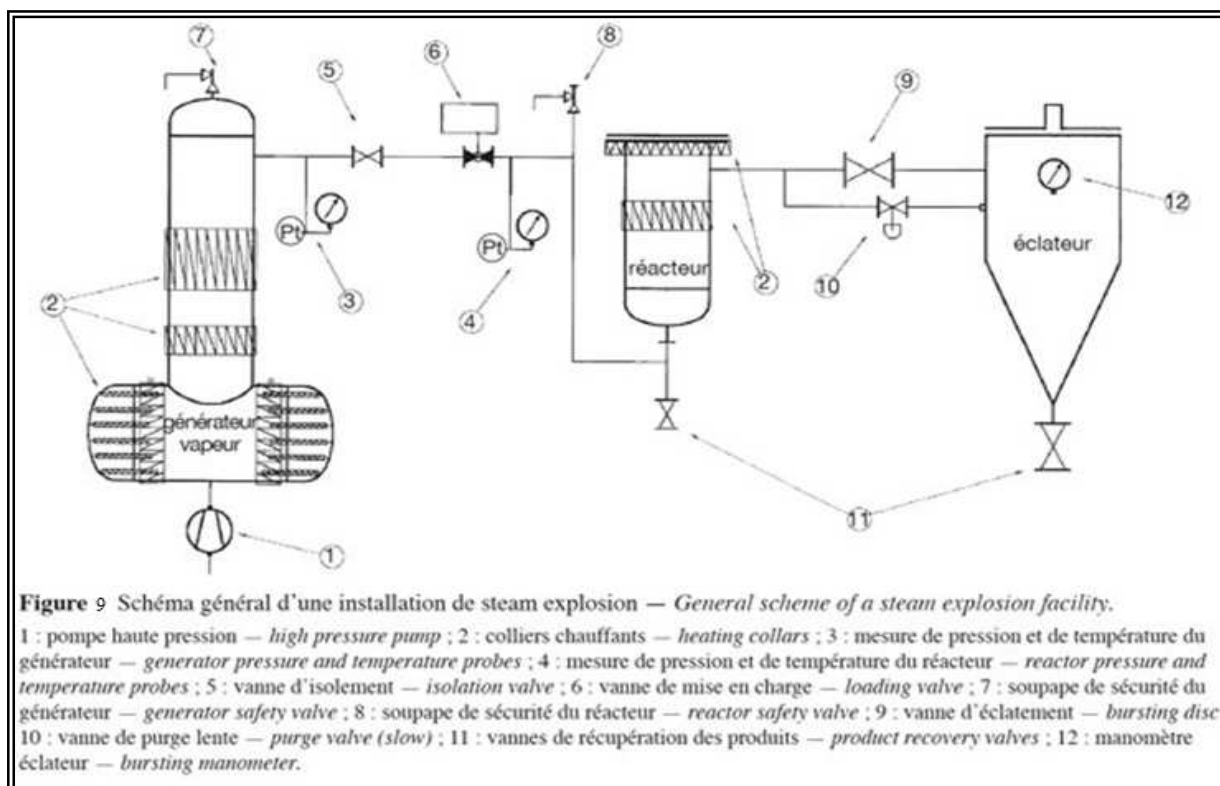 7
8
6
5
9
12
Pt
Pt
réacteur
éclateur
2
3
4
2
10
générateur
vapeur
11
1
Figure 9 Schéma général d'une installation de steam explosion — General scheme of a steam explosion facility.
1 : pompe haute pression — high pressure pump ; 2 : colliers chauffants — heating collars ; 3 : mesure de pression et de température du
générateur — generator pressure and temperature probes ; 4 : mesure de pression et de température du réacteur — reactor pressure and
temperature probes ; 5 : vanne d'isolement — isolation valve ; 6 : vanne de mise en charge — loading valve ; 7 : soupape de sécurité du
générateur — generator safety valve ; 8 : soupape de sécurité du réacteur — reactor safety valve ; 9 : vanne d'éclatement — bursting disc
10 : vanne de purge lente — purge valve (slow) ; 11 : vannes de récupération des produits — product recovery valves ; 12 : manomètre
éclateur — bursting manometer.